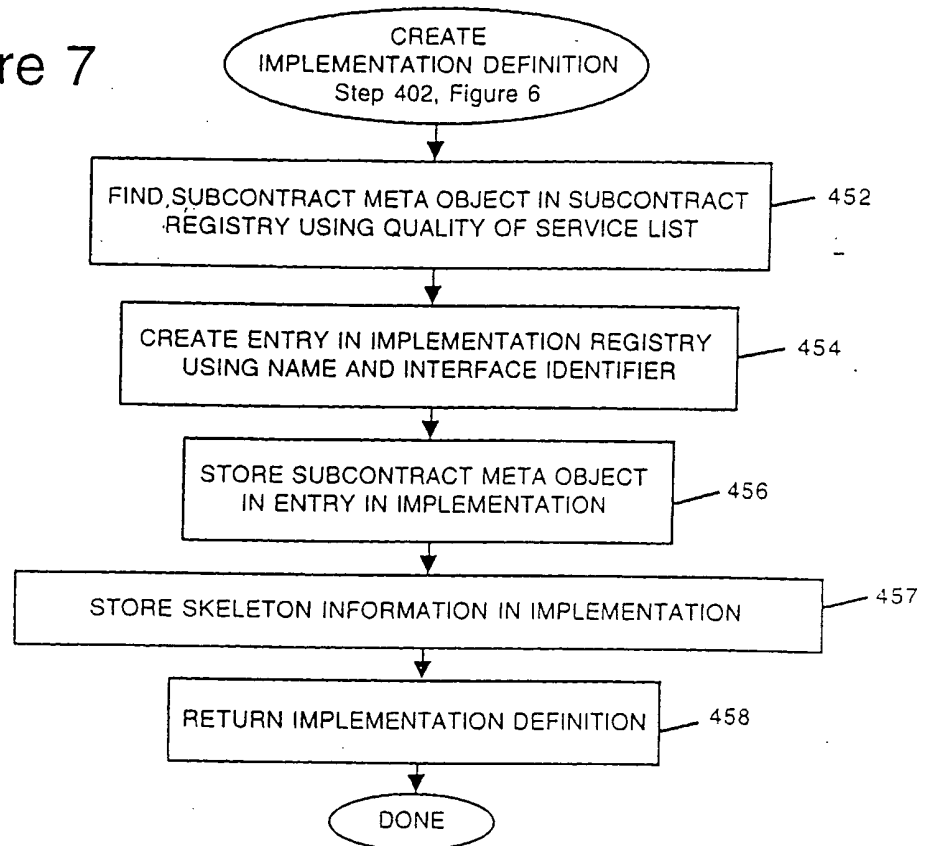 re 7
CREATE
IMPLEMENTATION DEFINITION
Step 402, Figure 6
FIND SUBCONTRACT META OBJECT IN SUBCONTRACT
REGISTRY USING QUALITY OF SERVICE LIST
452
CREATE ENTRY IN IMPLEMENTATION REGISTRY
USING NAME AND INTERFACE IDENTIFIER
454
STORE SUBCONTRACT META OBJECT
IN ENTRY IN IMPLEMENTATION
456
STORE SKELETON INFORMATION IN IMPLEMENTATION
457
RETURN IMPLEMENTATION DEFINITION
458
DONE